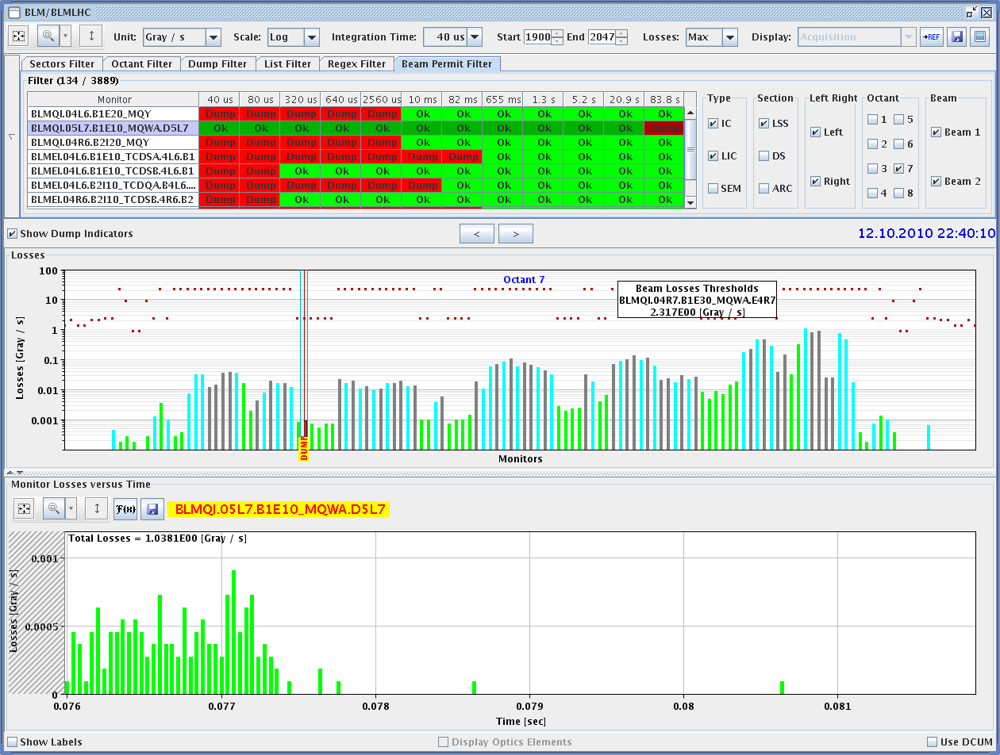 BLM/BLMLHC
Unit: Gray / s Scale: Log Integration Time: 40 us Start 1900 End 2047 Losses: Max Display: Acquisition →REF
Sectors Filter Octant Filter Dump Filter List Filter Regex Filter Beam Permit Filter
Filter (134 / 3889)
Monitor 40 us 80 us 320 us 640 us 2560 us 10 ms 82 ms 655 ms 1.3 s 5.2 s 20.9 s 83.8 s
BLMQI.04L6.B1E20_MQY Dump Dump Dump Dump Dump Ok Ok Ok Ok Ok Ok Ok
BLMQI.05L7.B1E10_MQWA.D5L7 Ok Ok Ok Ok Ok Ok Ok Ok Ok Ok Ok Dump
BLMQI.04R6.B2I20_MQY Dump Dump Dump Dump Dump Ok Ok Ok Ok Ok Ok Ok
BLMEI.04L6.B1E10_TCDSA.4L6.B1 Dump Dump Dump Dump Dump Dump Dump Ok Ok Ok Ok Ok
BLMEI.04L6.B1E10_TCDSB.4L6.B1 Dump Dump Ok Ok Ok Ok Ok Ok Ok Ok Ok Ok
BLMEI.04L6.B2I10_TCDQA.B4L6.... Dump Dump Dump Dump Dump Dump Ok Ok Ok Ok Ok Ok
BLMEI.04R6.B2I10_TCDSB.4R6.B2 Dump Dump Ok Ok Ok Ok Ok Ok Ok Ok Ok Ok
Type Section Left Right Octant Beam
IC LSS Left 1 5 Beam 1
LIC DS 2 6
SEM ARC Right 3 7 Beam 2
4 8
Show Dump Indicators < > 12.10.2010 22:40:10
Losses
100
10
1
0.1
0.01
0.001
Losses [Gray / s]
Octant 7
Beam Losses Thresholds
BLMQI.04R7.B1E30_MQWA.E4R7
2.317E00 [Gray / s]
DUMP
Monitors
Monitor Losses versus Time
F(x) BLMQI.05L7.B1E10_MQWA.D5L7
Total Losses = 1.0381E00 [Gray / s]
0.001
0.0005
0
Losses [Gray / s]
0.076 0.077 0.078 0.079 0.08 0.081
Time [sec]
Show Labels Display Optics Elements Use DCUM